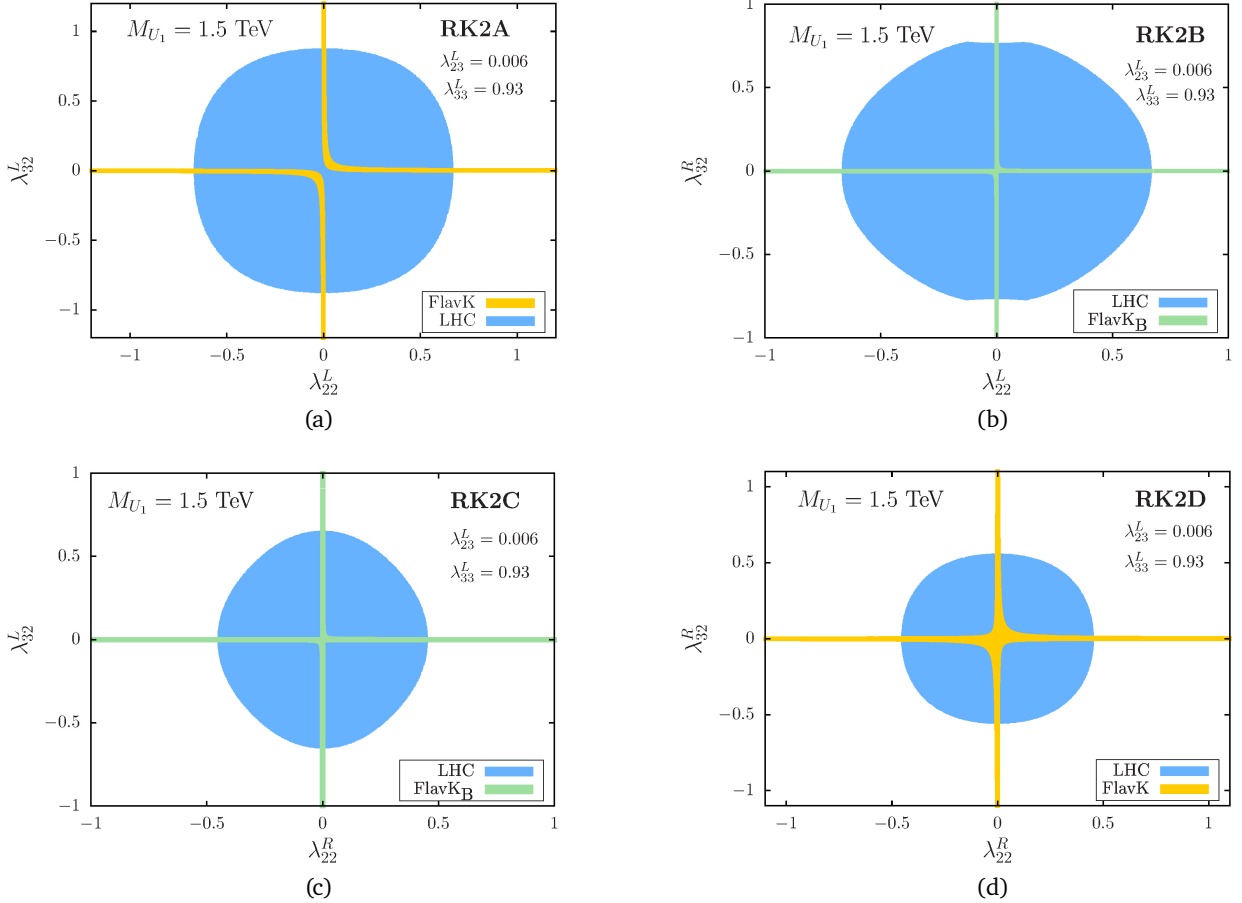 M_{U_1} = 1.5 TeV
RK2A
λ^L_{23} = 0.006
λ^L_{33} = 0.93
1
0.5
0
−0.5
−1
λ^L_{32}
FlavK
LHC
−1 −0.5 0 0.5 1
λ^L_{22}
(a)
M_{U_1} = 1.5 TeV
RK2B
λ^L_{23} = 0.006
λ^L_{33} = 0.93
1
0.5
0
−0.5
−1
λ^R_{32}
LHC
FlavK_B
−1 −0.5 0 0.5 1
λ^L_{22}
(b)
M_{U_1} = 1.5 TeV
RK2C
λ^L_{23} = 0.006
λ^L_{33} = 0.93
1
0.5
0
−0.5
−1
λ^L_{32}
LHC
FlavK_B
−1 −0.5 0 0.5 1
λ^R_{22}
(c)
M_{U_1} = 1.5 TeV
RK2D
λ^L_{23} = 0.006
λ^L_{33} = 0.93
1
0.5
0
−0.5
−1
λ^R_{32}
LHC
FlavK
−1 −0.5 0 0.5 1
λ^R_{22}
(d)